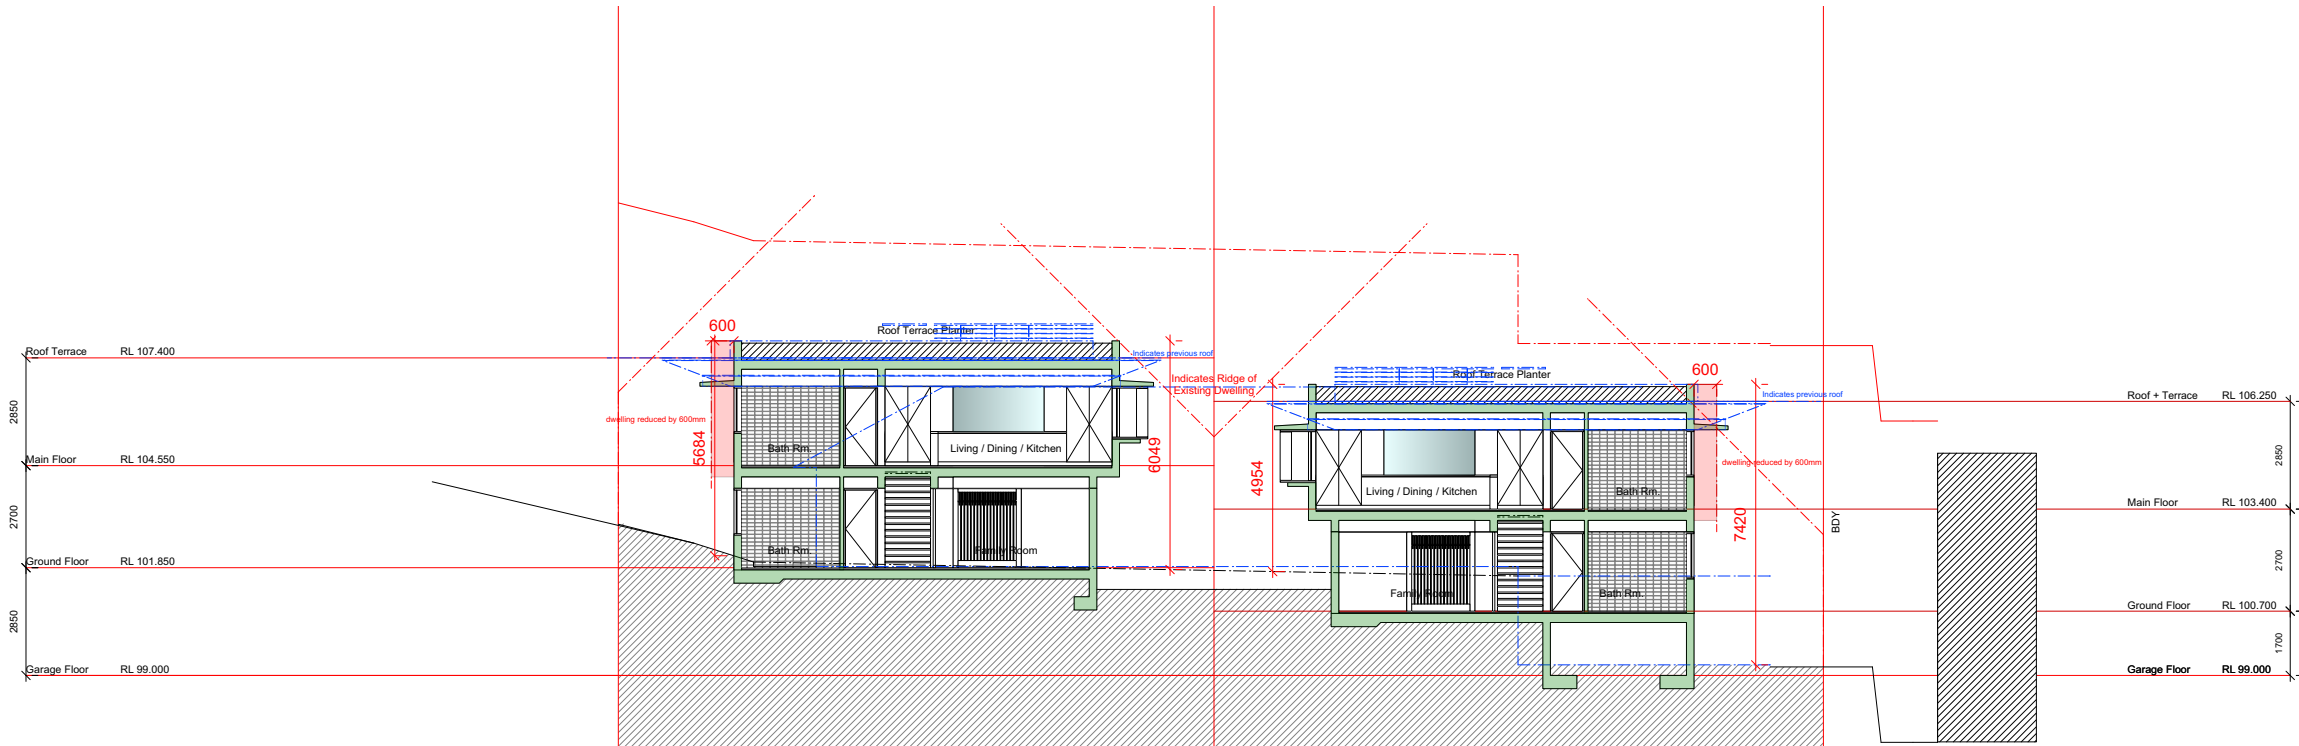 600
Roof Terrace Planter
Roof Terrace RL 107.400
Indicates previous roof
Indicates Ridge of
Existing Dwelling
600
Roof Terrace Planter
Indicates previous roof
Roof + Terrace RL 106.250
2850
dwelling reduced by 600mm
5684
Bath Rm.
Living / Dining / Kitchen
6049
Main Floor RL 104.550
4954
Living / Dining / Kitchen
Bath Rm.
dwelling reduced by 600mm
7420
BDY
2850
Main Floor RL 103.400
2700
Bath Rm.
Family Room
Ground Floor RL 101.850
2700
Family Room
Bath Rm.
Ground Floor RL 100.700
2850
1700
Garage Floor RL 99.000
Garage Floor RL 99.000